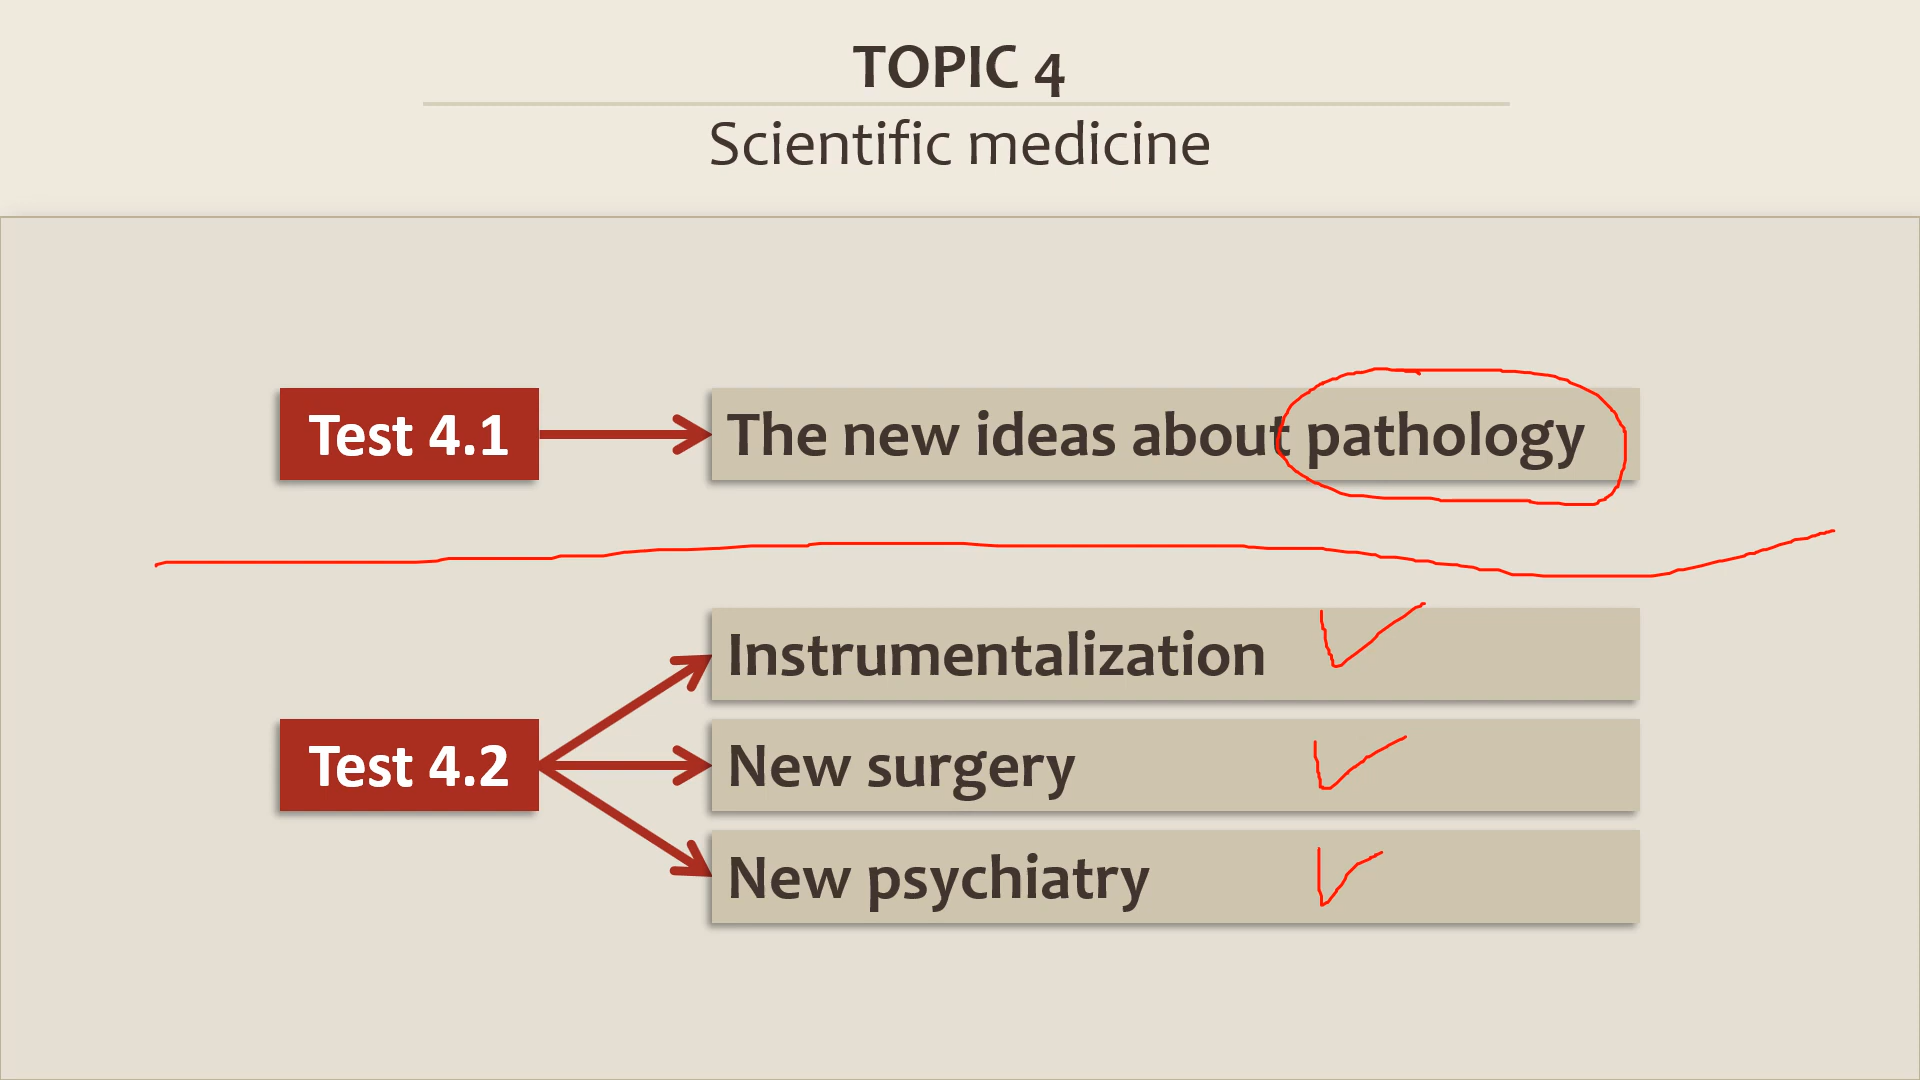 TOPIC 4
Scientific medicine
Test 4.1
The new ideas about pathology
Test 4.2
Instrumentalization
New surgery
New psychiatry